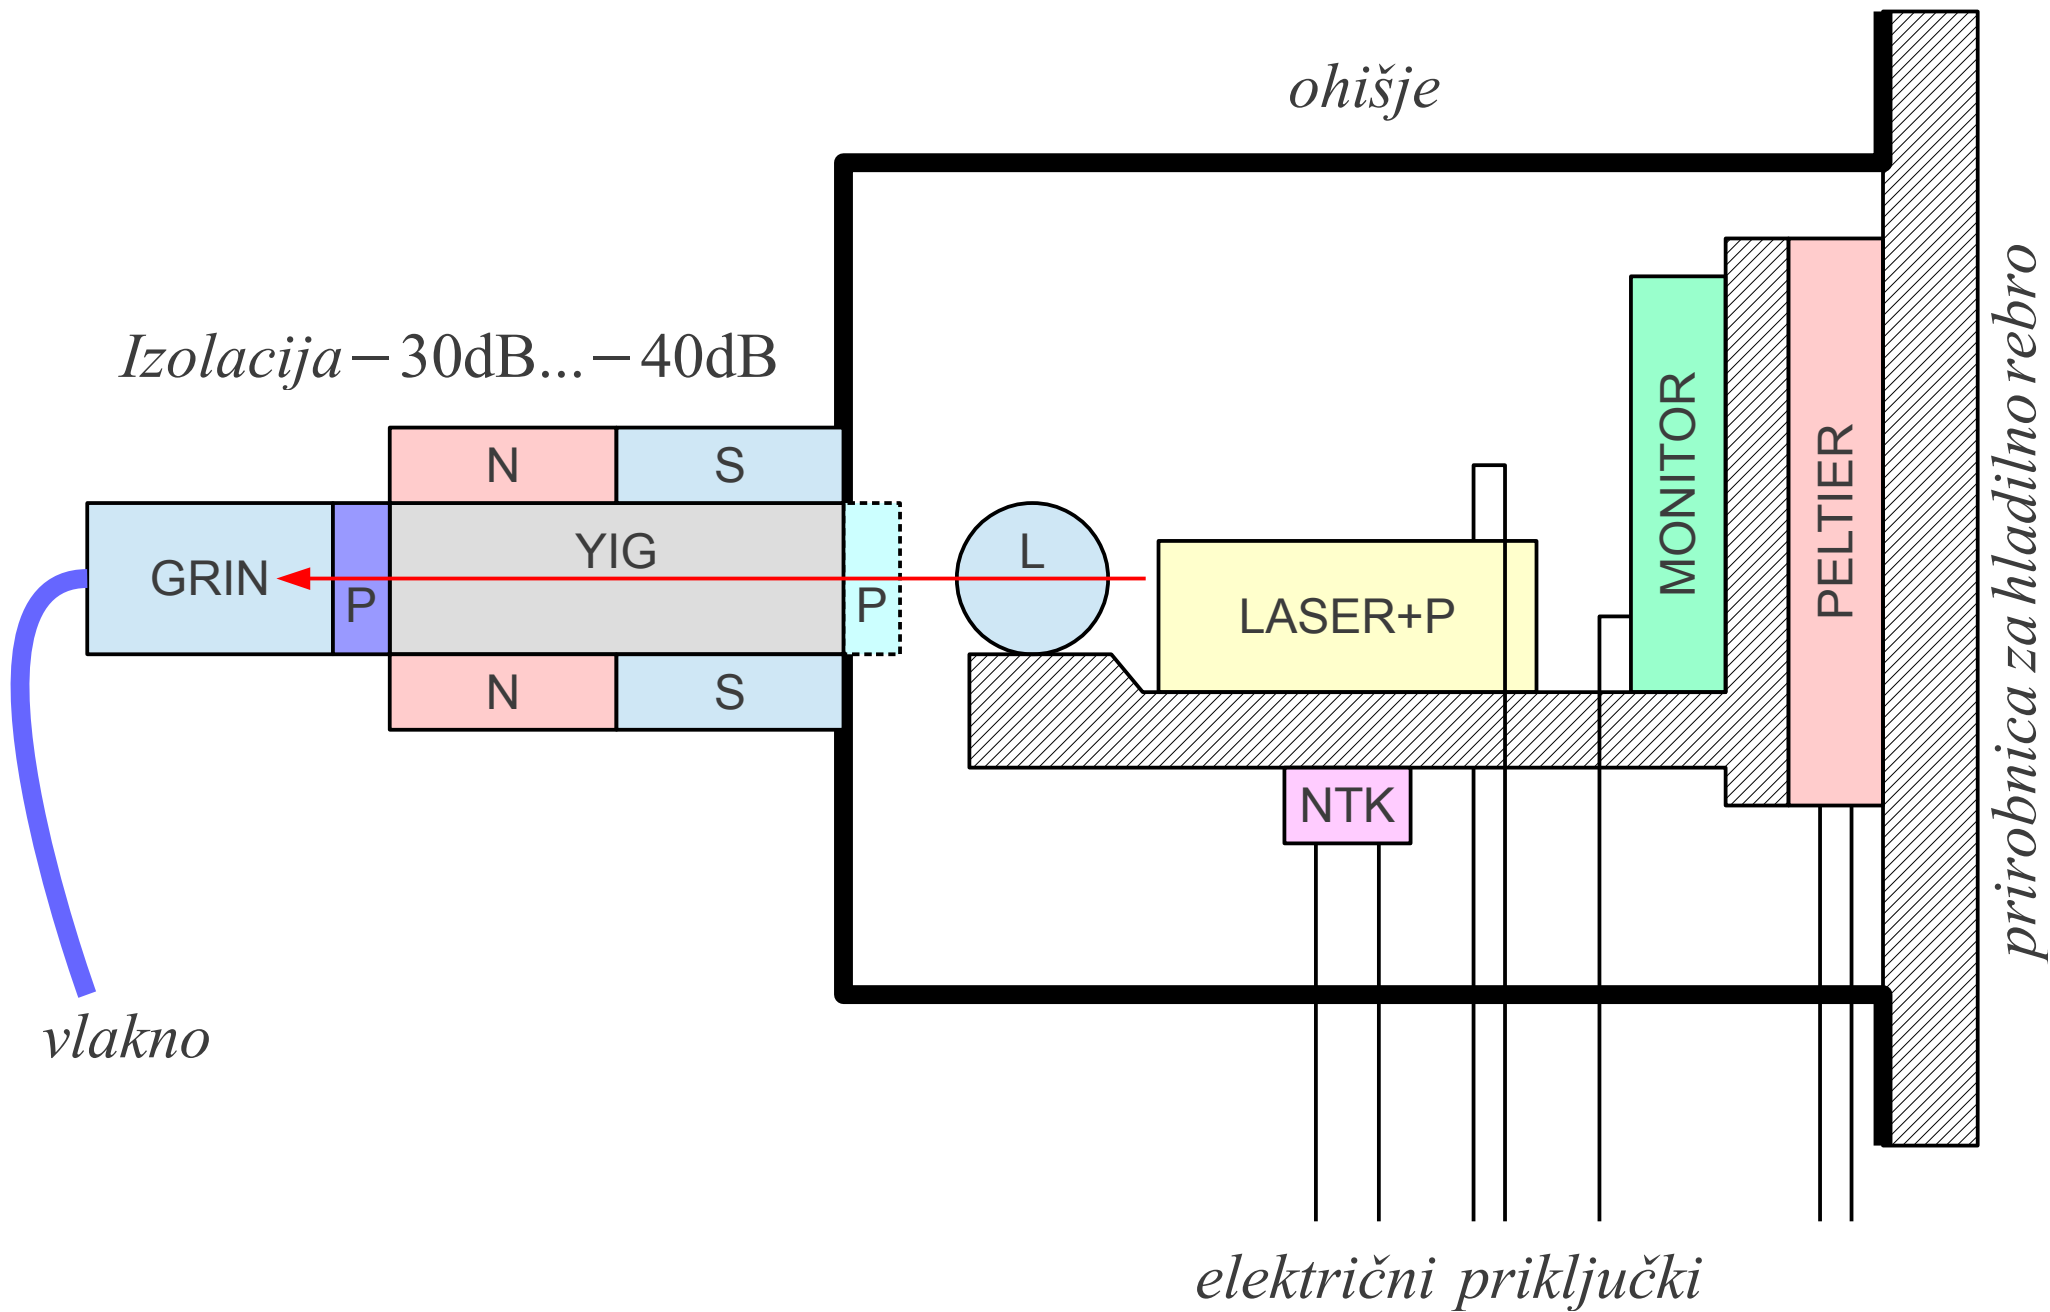 ohišje
Izolacija −30dB...−40dB
N
S
GRIN
P
YIG
P
L
LASER+P
MONITOR
PELTIER
prirobnica za hladilno rebro
N
S
NTK
vlakno
električni priključki